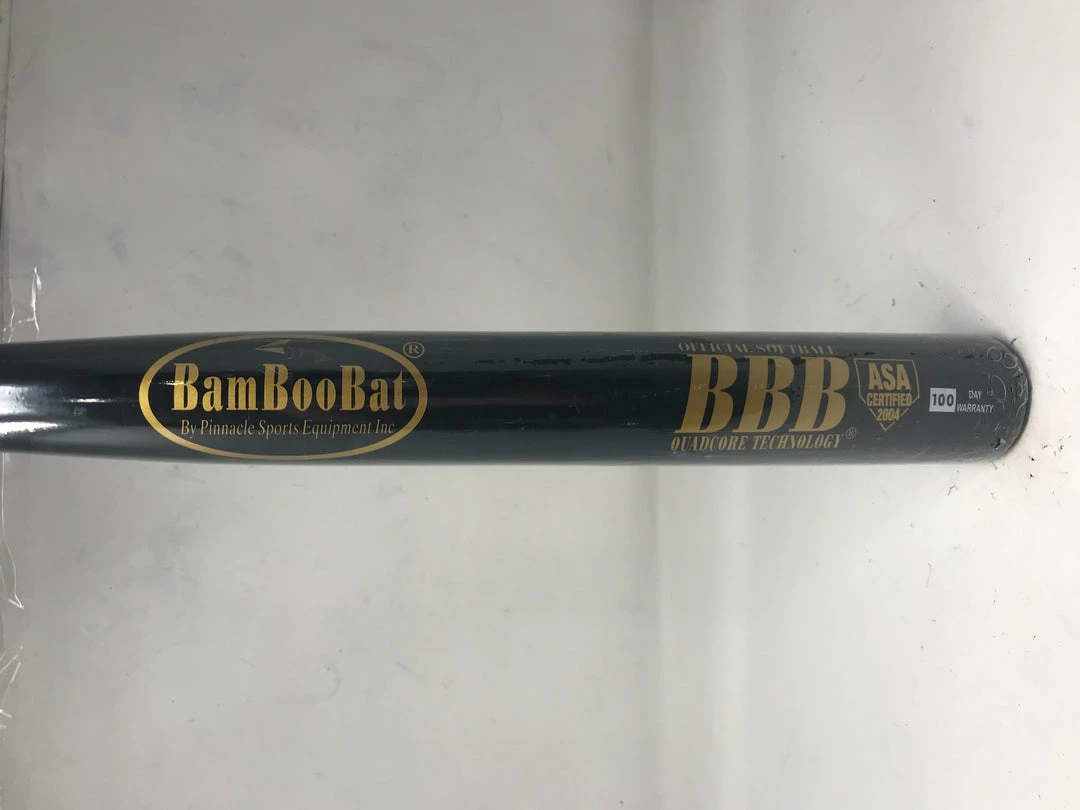 BamBooBat ®
By Pinnacle Sports Equipment Inc
OFFICIAL SOFTBALL
BBB
QUADCORE TECHNOLOGY ®
ASA
CERTIFIED
2004
100 DAY
WARRANTY